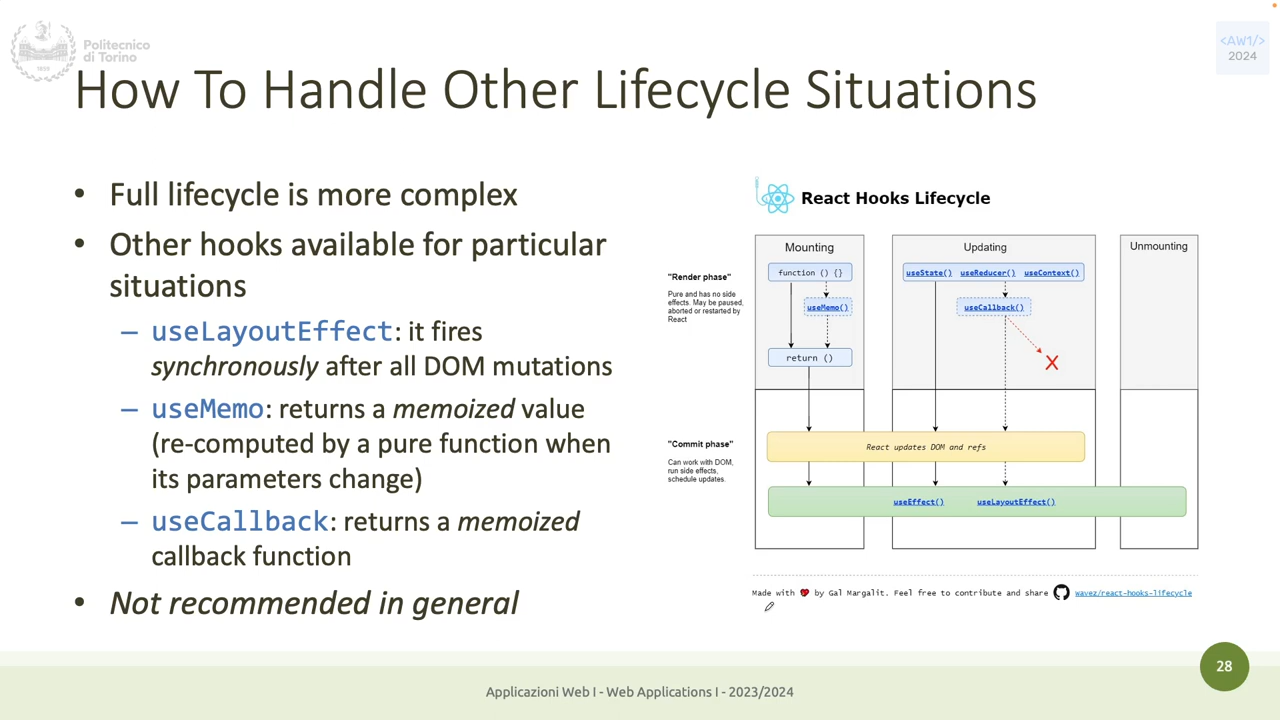 Politecnico
di Torino
1859
<AW1/>
2024
How To Handle Other Lifecycle Situations
• Full lifecycle is more complex
• Other hooks available for particular
situations
– useLayoutEffect: it fires
synchronously after all DOM mutations
– useMemo: returns a memoized value
(re-computed by a pure function when
its parameters change)
– useCallback: returns a memoized
callback function
• Not recommended in general
React Hooks Lifecycle
Mounting
Updating
Unmounting
"Render phase"
Pure and has no side
effects. May be paused,
aborted or restarted by
React
function () {}
useMemo()
return ()
useState() useReducer() useContext()
useCallback()
X
"Commit phase"
Can work with DOM,
run side effects,
schedule updates.
React updates DOM and refs
useEffect() useLayoutEffect()
Made with ❤ by Gal Margalit. Feel free to contribute and share wavez/react-hooks-lifecycle
Applicazioni Web I - Web Applications I - 2023/2024
28